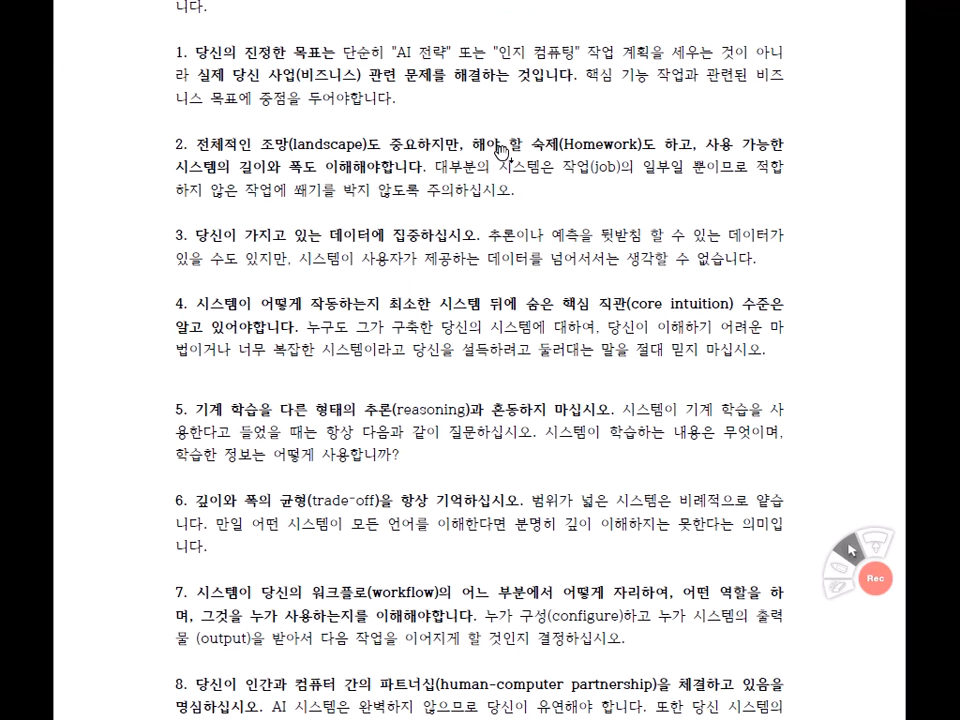 니다.
1. 당신의 진정한 목표는 단순히 "AI 전략" 또는 "인지 컴퓨팅" 작업 계획을 세우는 것이 아니
라 실제 당신 사업(비즈니스) 관련 문제를 해결하는 것입니다. 핵심 기능 작업과 관련된 비즈
니스 목표에 중점을 두어야합니다.
2. 전체적인 조망(landscape)도 중요하지만, 해야 할 숙제(Homework)도 하고, 사용 가능한
시스템의 길이와 폭도 이해해야합니다. 대부분의 시스템은 작업(job)의 일부일 뿐이므로 적합
하지 않은 작업에 쐐기를 박지 않도록 주의하십시오.
3. 당신이 가지고 있는 데이터에 집중하십시오. 추론이나 예측을 뒷받침 할 수 있는 데이터가
있을 수도 있지만, 시스템이 사용자가 제공하는 데이터를 넘어서서는 생각할 수 없습니다.
4. 시스템이 어떻게 작동하는지 최소한 시스템 뒤에 숨은 핵심 직관(core intuition) 수준은
알고 있어야합니다. 누구도 그가 구축한 당신의 시스템에 대하여, 당신이 이해하기 어려운 마
법이거나 너무 복잡한 시스템이라고 당신을 설득하려고 둘러대는 말을 절대 믿지 마십시오.
5. 기계 학습을 다른 형태의 추론(reasoning)과 혼동하지 마십시오. 시스템이 기계 학습을 사
용한다고 들었을 때는 항상 다음과 같이 질문하십시오. 시스템이 학습하는 내용은 무엇이며,
학습한 정보는 어떻게 사용합니까?
6. 깊이와 폭의 균형(trade-off)을 항상 기억하십시오. 범위가 넓은 시스템은 비례적으로 얕습
니다. 만일 어떤 시스템이 모든 언어를 이해한다면 분명히 깊이 이해하지는 못한다는 의미입
니다.
7. 시스템이 당신의 워크플로(workflow)의 어느 부분에서 어떻게 자리하여, 어떤 역할을 하
며, 그것을 누가 사용하는지를 이해해야합니다. 누가 구성(configure)하고 누가 시스템의 출력
물 (output)을 받아서 다음 작업을 이어지게 할 것인지 결정하십시오.
8. 당신이 인간과 컴퓨터 간의 파트너십(human-computer partnership)을 체결하고 있음을
명심하십시오. AI 시스템은 완벽하지 않으므로 당신이 유연해야 합니다. 또한 당신 시스템의
Rec